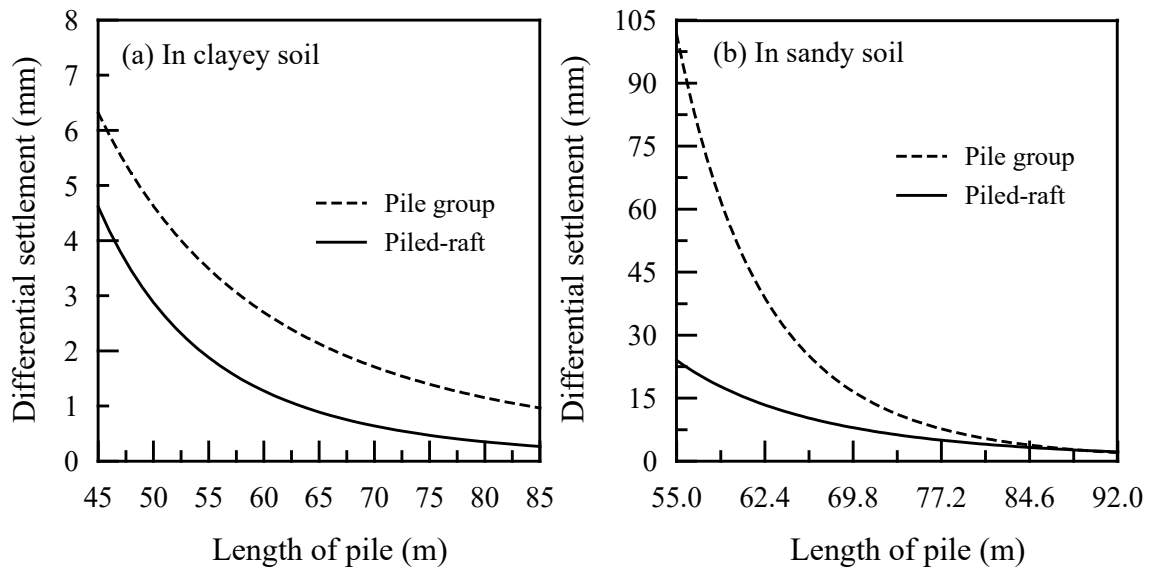 (a) In clayey soil
Differential settlement (mm)
8
7
6
5
4
3
2
1
0
Pile group
Piled-raft
45 50 55 60 65 70 75 80 85
Length of pile (m)
(b) In sandy soil
Differential settlement (mm)
105
90
75
60
45
30
15
0
Pile group
Piled-raft
55.0 62.4 69.8 77.2 84.6 92.0
Length of pile (m)